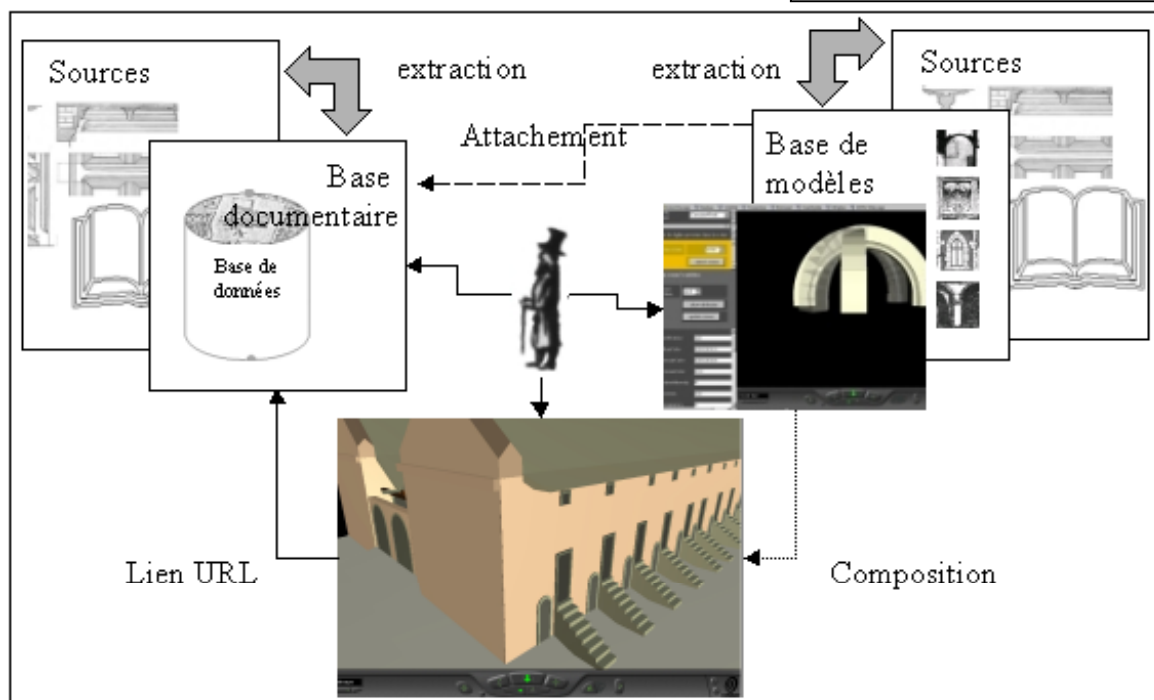 Sources
extraction
extraction
Sources
Attachement
Base de
modèles
Base
documentaire
Base de
données
Lien URL
Composition